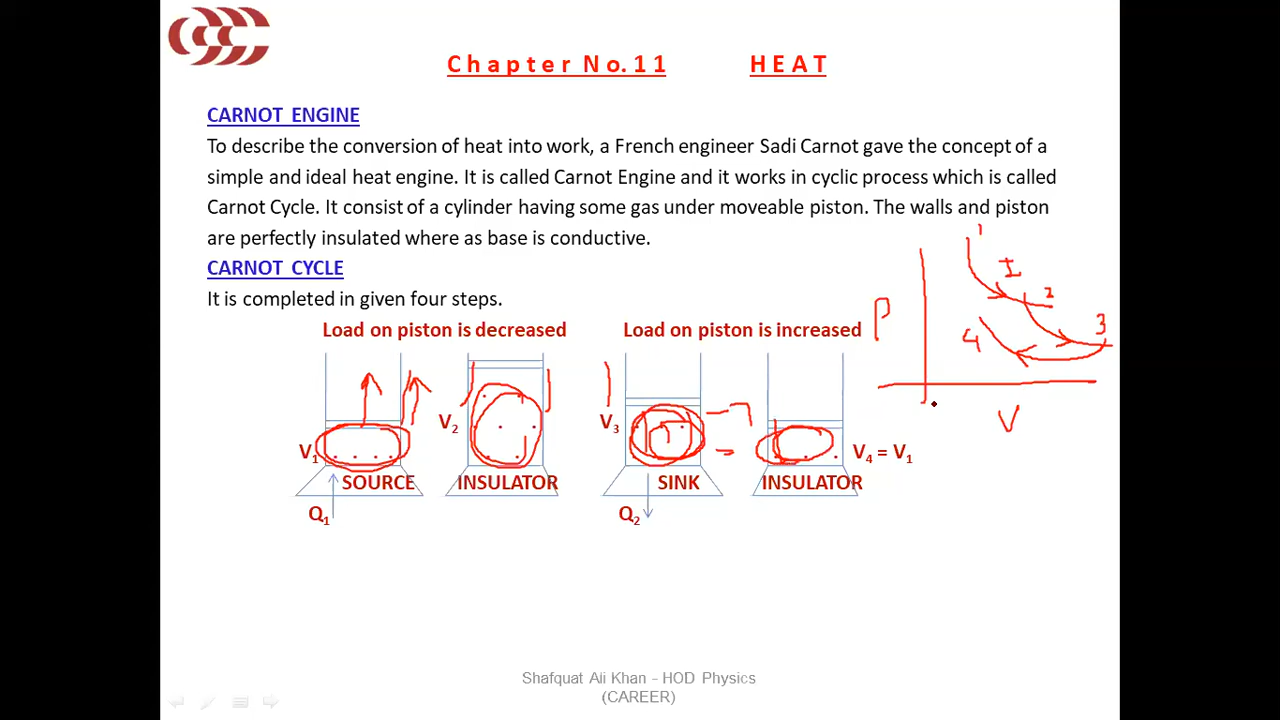 Chapter No.11 HEAT
CARNOT ENGINE
To describe the conversion of heat into work, a French engineer Sadi Carnot gave the concept of a
simple and ideal heat engine. It is called Carnot Engine and it works in cyclic process which is called
Carnot Cycle. It consist of a cylinder having some gas under moveable piston. The walls and piston
are perfectly insulated where as base is conductive.
CARNOT CYCLE
It is completed in given four steps.
Load on piston is decreased Load on piston is increased
V1 V2 V3 V4 = V1
SOURCE INSULATOR SINK INSULATOR
Q1 Q2
P
1
I
2
3
4
V
Shafquat Ali Khan – HOD Physics
(CAREER)